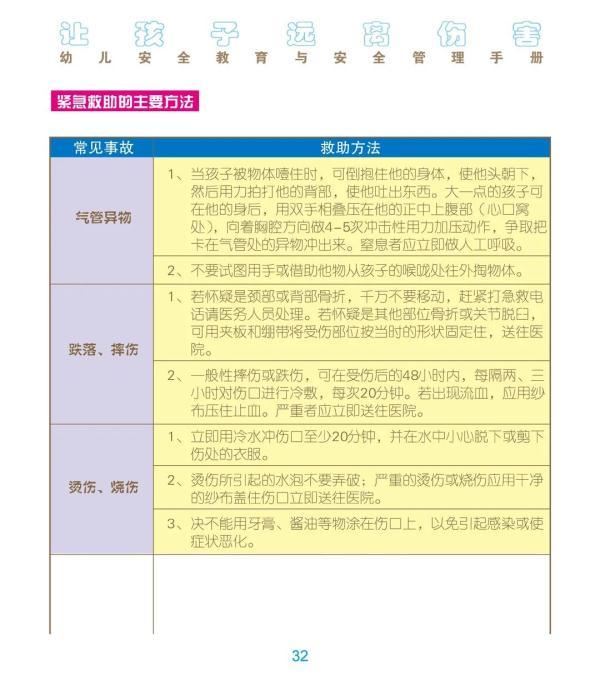 让孩子远离伤害
幼儿安全教育与安全管理手册
紧急救助的主要方法
常见事故
救助方法
气管异物
1、当孩子被物体噎住时，可倒抱住他的身体，使他头朝下，
然后用力拍打他的背部，使他吐出东西。大一点的孩子可
在他的身后，用双手相叠压在他的正中上腹部（心口窝
处），向着胸腔方向做4-5次冲击性用力加压动作，争取把
卡在气管处的异物冲出来。窒息者应立即做人工呼吸。
2、不要试图用手或借助他物从孩子的喉咙处往外掏物体。
跌落、摔伤
1、若怀疑是颈部或背部骨折，千万不要移动，赶紧打急救电
话请医务人员处理。若怀疑是其他部位骨折或关节脱臼，
可用夹板和绷带将受伤部位按当时的形状固定住，送往医
院。
2、一般性摔伤或跌伤，可在受伤后的48小时内，每隔两、三
小时对伤口进行冷敷，每次20分钟。若出现流血，应用纱
布压住止血。严重者应立即送往医院。
烫伤、烧伤
1、立即用冷水冲伤口至少20分钟，并在水中小心脱下或剪下
伤处的衣服。
2、烫伤所引起的水泡不要弄破；严重的烫伤或烧伤应用干净
的纱布盖住伤口立即送往医院。
3、决不能用牙膏、酱油等物涂在伤口上，以免引起感染或使
症状恶化。
32